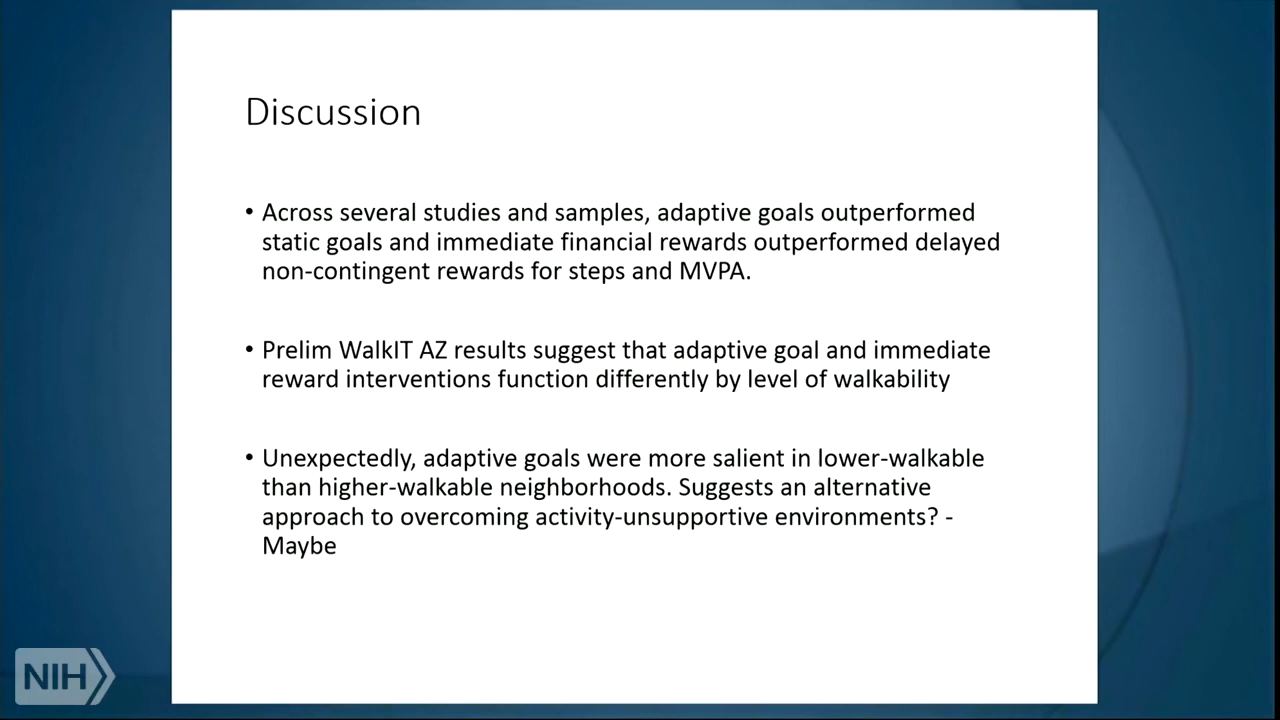 Discussion
• Across several studies and samples, adaptive goals outperformed
static goals and immediate financial rewards outperformed delayed
non-contingent rewards for steps and MVPA.
• Prelim WalkIT AZ results suggest that adaptive goal and immediate
reward interventions function differently by level of walkability
• Unexpectedly, adaptive goals were more salient in lower-walkable
than higher-walkable neighborhoods. Suggests an alternative
approach to overcoming activity-unsupportive environments? -
Maybe
NIH